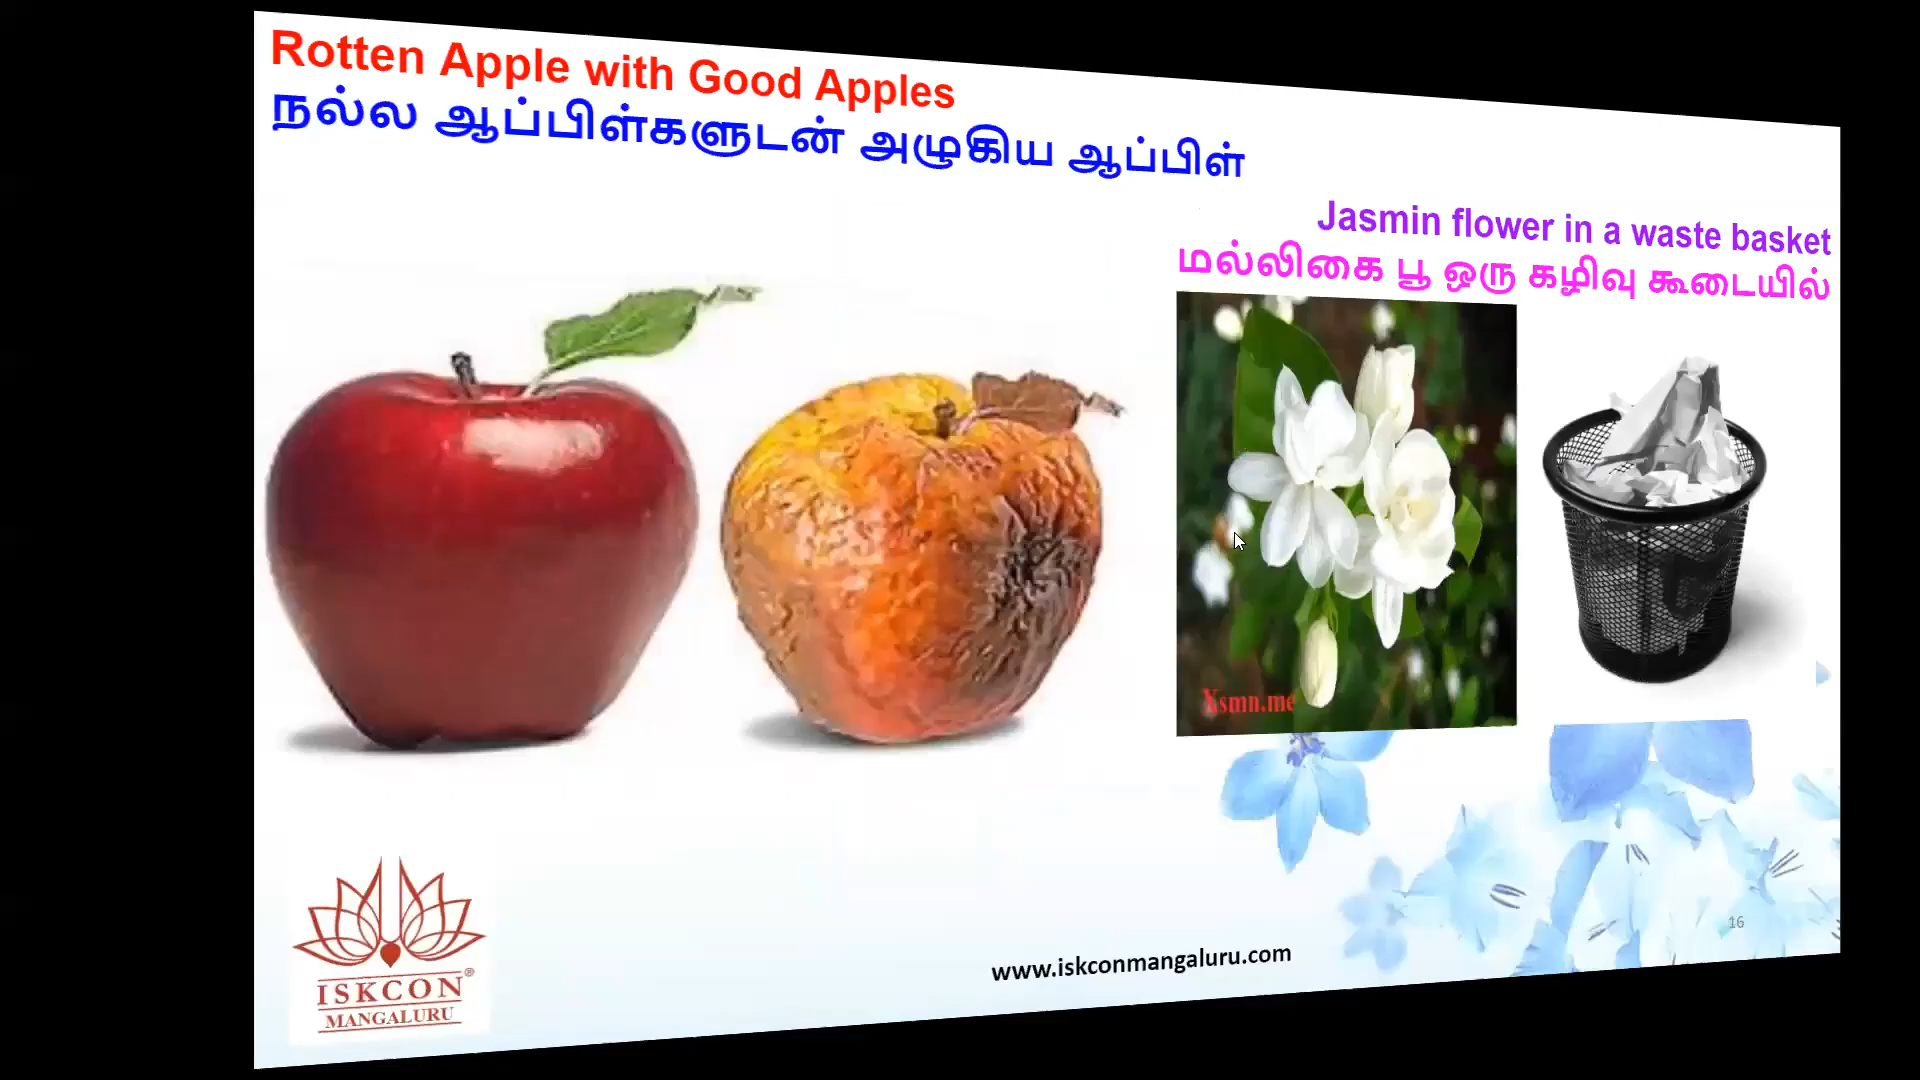 Rotten Apple with Good Apples
நல்ல ஆப்பிள்களுடன் அழுகிய ஆப்பிள்
Jasmin flower in a waste basket
மல்லிகை பூ ஒரு கழிவு கூடையில்
Xsmn.me
ISKCON®
MANGALURU
www.iskconmangaluru.com
16